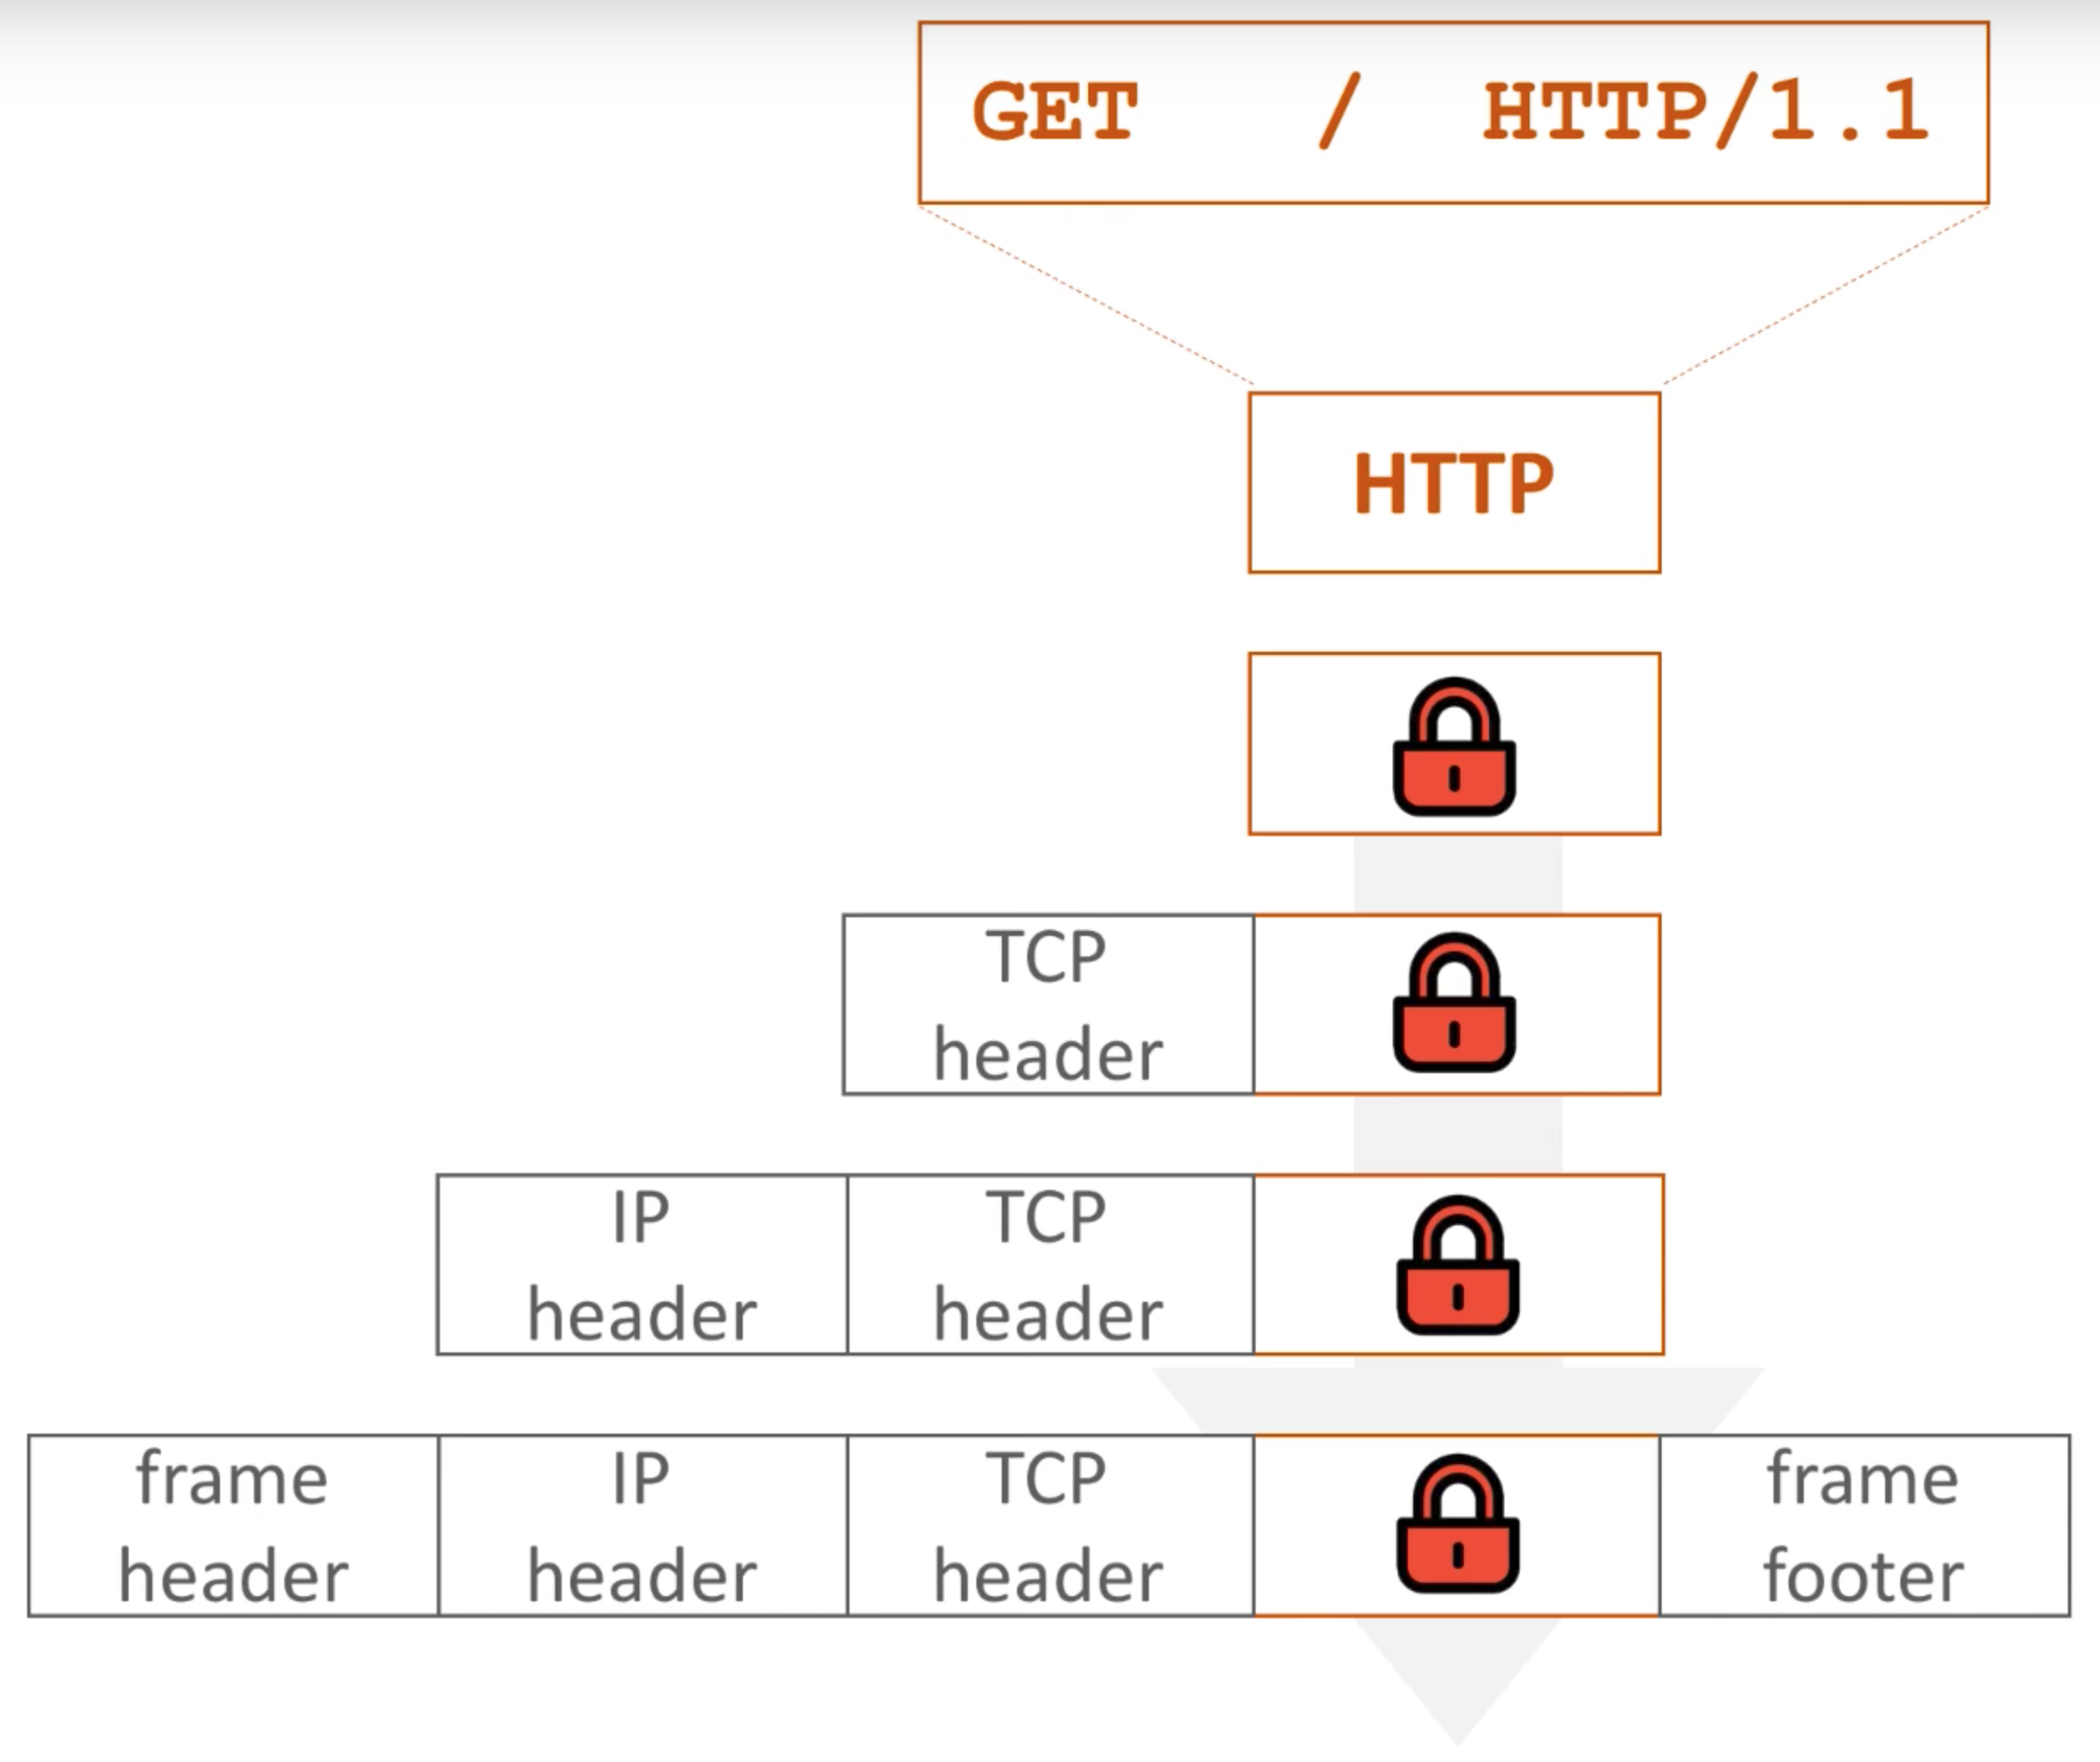 GET / HTTP/1.1
HTTP
TCP
header
IP
header
TCP
header
frame
header
IP
header
TCP
header
frame
footer